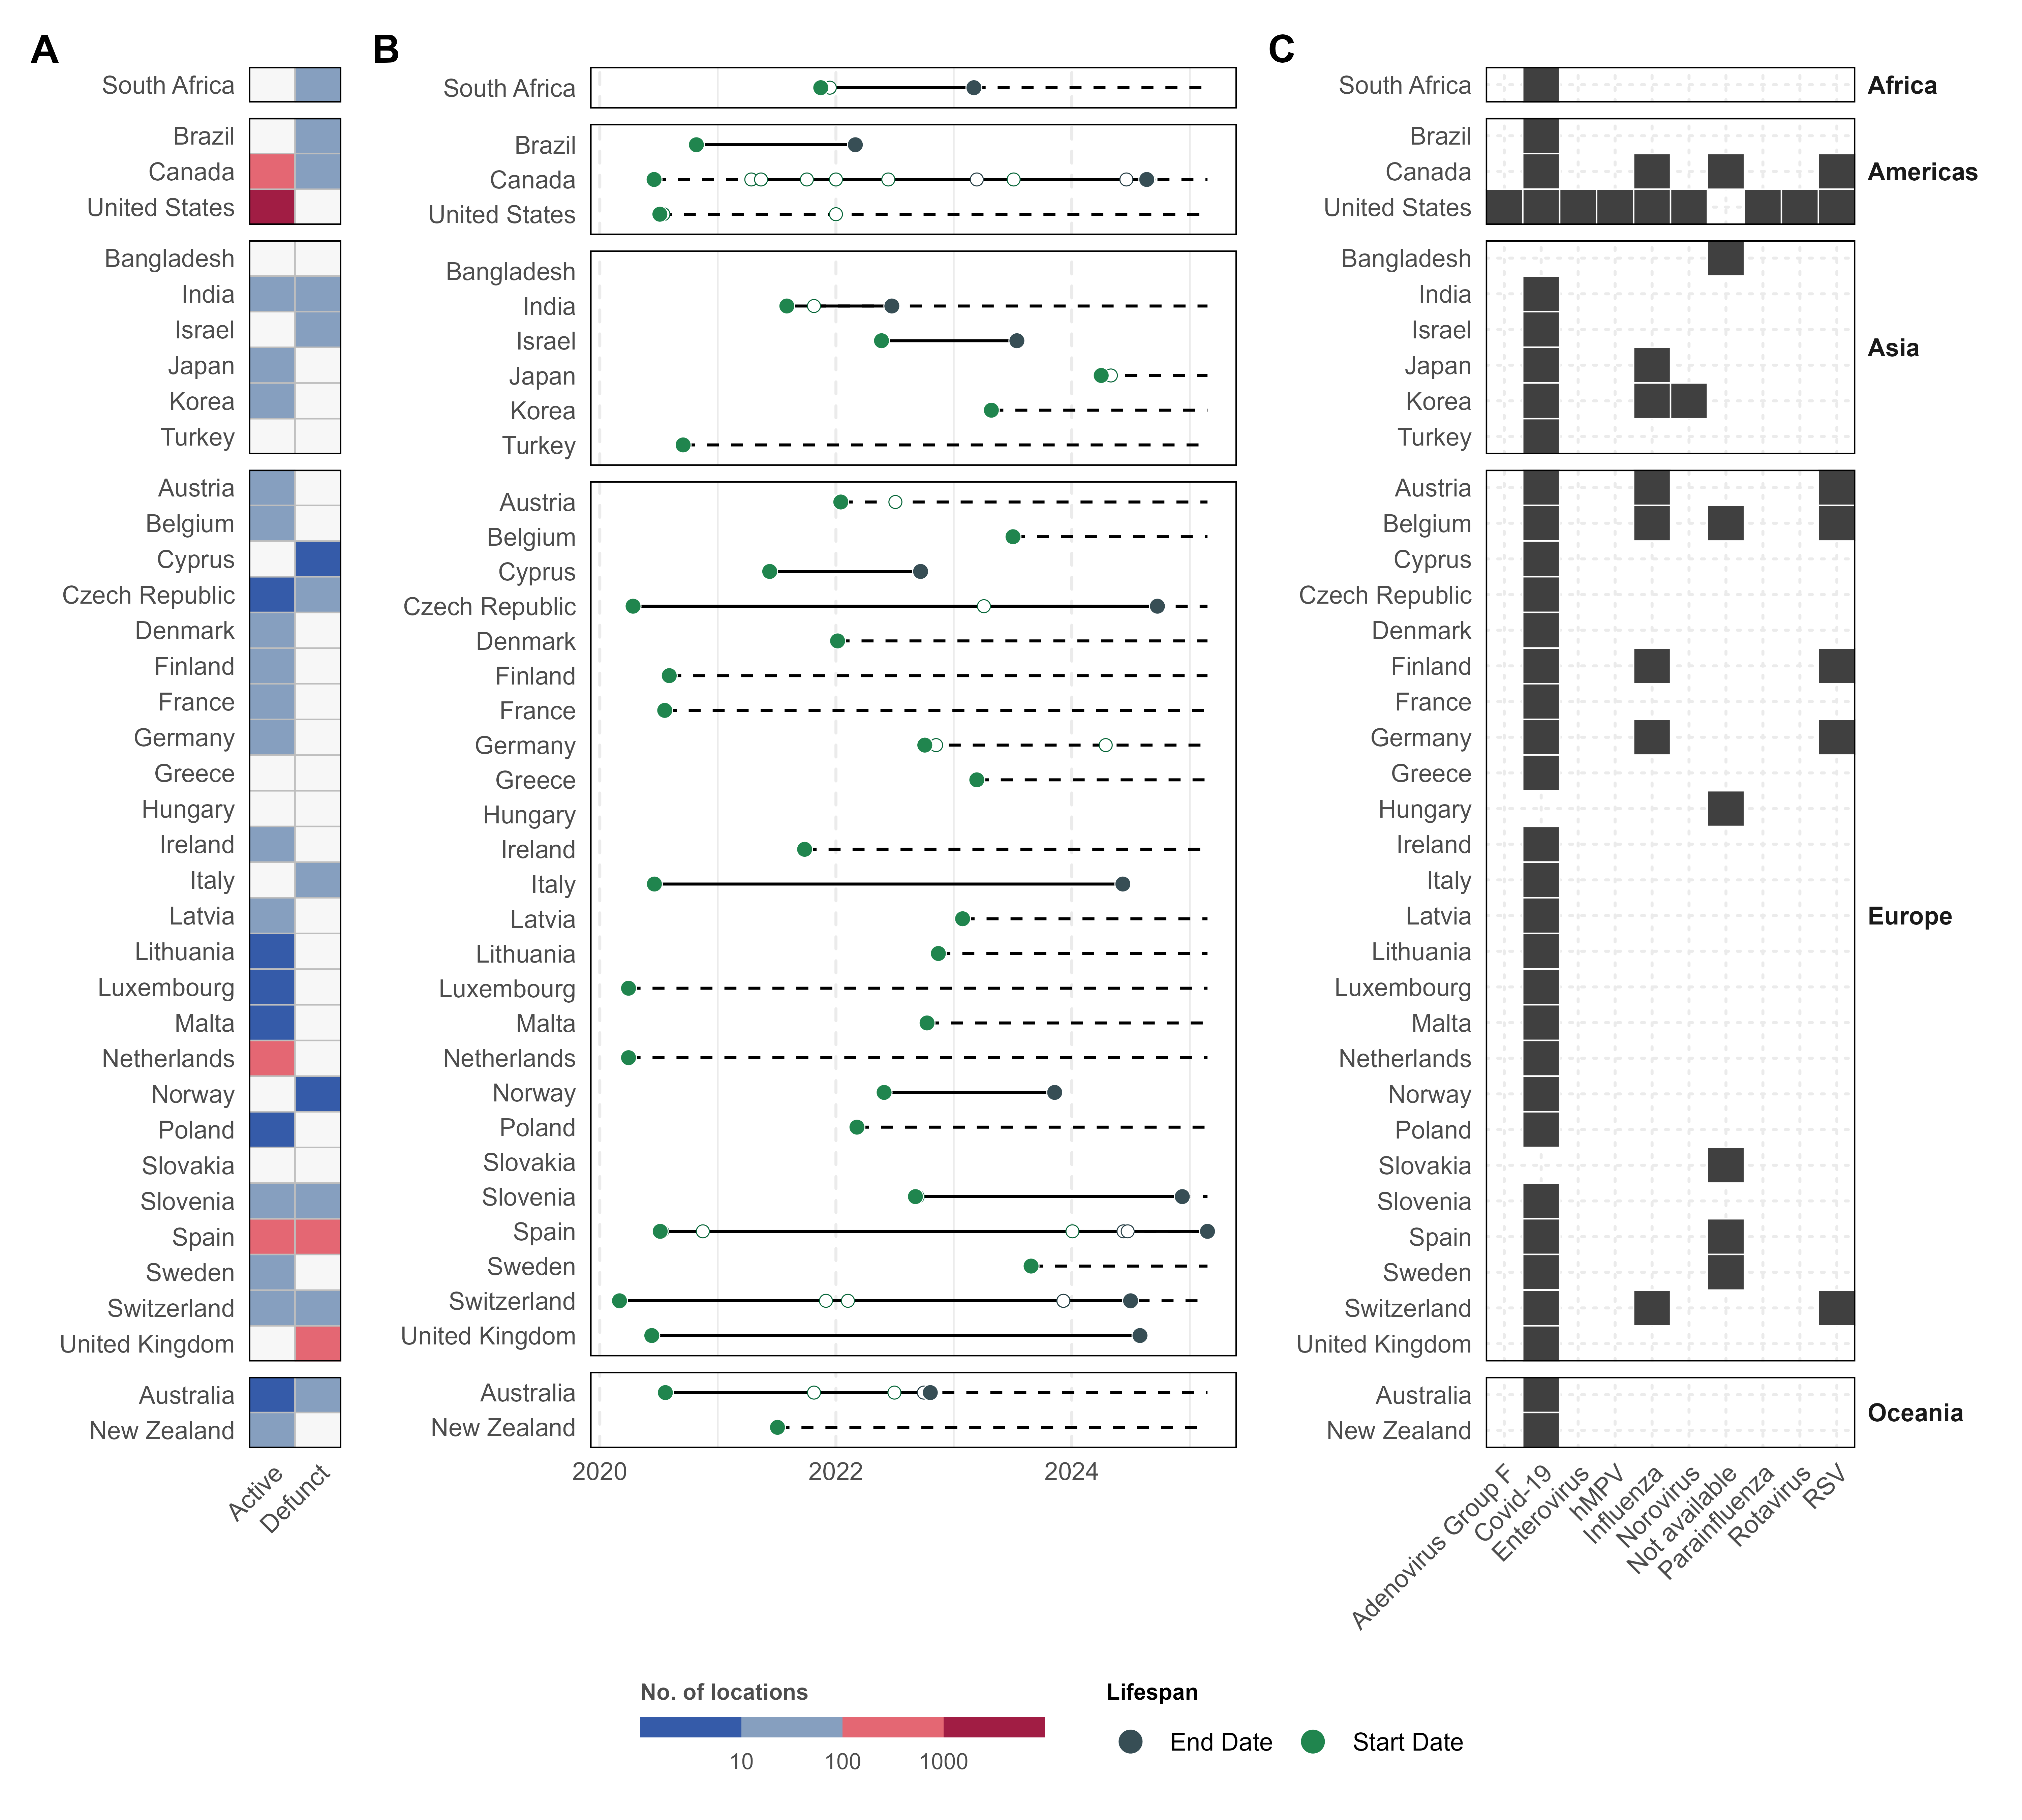 A
South Africa
Brazil
Canada
United States
Bangladesh
India
Israel
Japan
Korea
Turkey
Austria
Belgium
Cyprus
Czech Republic
Denmark
Finland
France
Germany
Greece
Hungary
Ireland
Italy
Latvia
Lithuania
Luxembourg
Malta
Netherlands
Norway
Poland
Slovakia
Slovenia
Spain
Sweden
Switzerland
United Kingdom
Australia
New Zealand
Active
Defunct
B
South Africa
Brazil
Canada
United States
Bangladesh
India
Israel
Japan
Korea
Turkey
Austria
Belgium
Cyprus
Czech Republic
Denmark
Finland
France
Germany
Greece
Hungary
Ireland
Italy
Latvia
Lithuania
Luxembourg
Malta
Netherlands
Norway
Poland
Slovakia
Slovenia
Spain
Sweden
Switzerland
United Kingdom
Australia
New Zealand
2020
2022
2024
C
South Africa
Brazil
Canada
United States
Bangladesh
India
Israel
Japan
Korea
Turkey
Austria
Belgium
Cyprus
Czech Republic
Denmark
Finland
France
Germany
Greece
Hungary
Ireland
Italy
Latvia
Lithuania
Luxembourg
Malta
Netherlands
Norway
Poland
Slovakia
Slovenia
Spain
Sweden
Switzerland
United Kingdom
Australia
New Zealand
Africa
Americas
Asia
Europe
Oceania
Adenovirus Group F
Covid-19
Enterovirus
hMPV
Influenza
Norovirus
Not available
Parainfluenza
Rotavirus
RSV
No. of locations
10
100
1000
Lifespan
End Date
Start Date